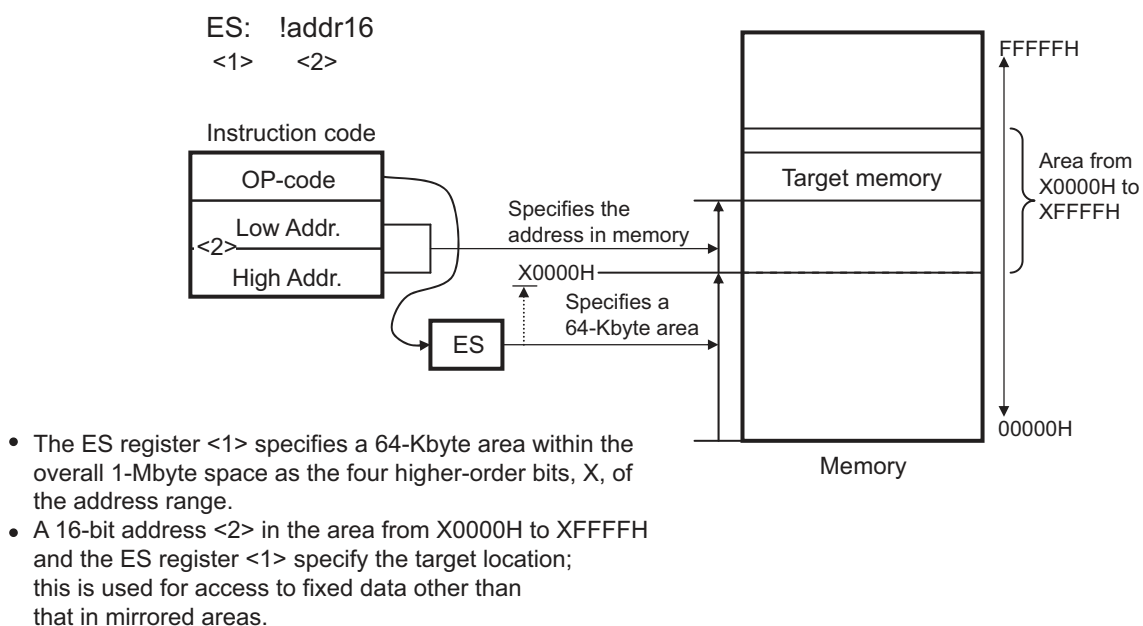 ES: !addr16
<1> <2>
Instruction code
OP-code
Low Addr.
<2>
High Addr.
ES
Specifies the
address in memory
X0000H
Specifies a
64-Kbyte area
Target memory
Memory
FFFFFH
Area from
X0000H to
XFFFFH
00000H
• The ES register <1> specifies a 64-Kbyte area within the
overall 1-Mbyte space as the four higher-order bits, X, of
the address range.
• A 16-bit address <2> in the area from X0000H to XFFFFH
and the ES register <1> specify the target location;
this is used for access to fixed data other than
that in mirrored areas.